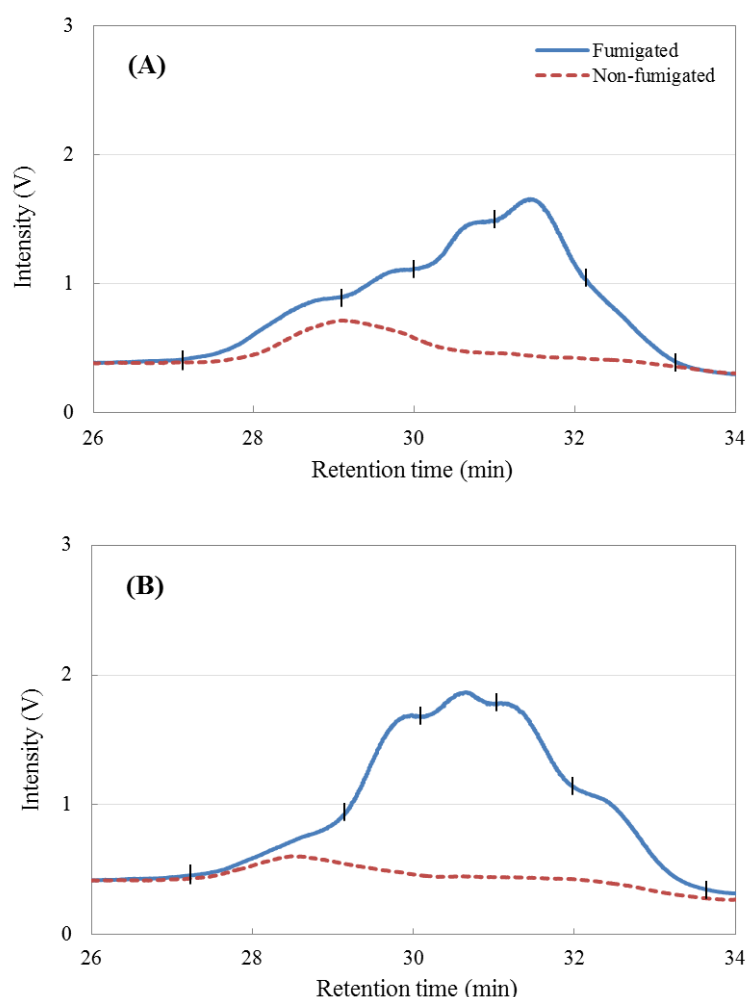 3
(A)
Fumigated
Non-fumigated
2
Intensity (V)
1
0
26 28 30 32 34
Retention time (min)
3
(B)
2
Intensity (V)
1
0
26 28 30 32 34
Retention time (min)